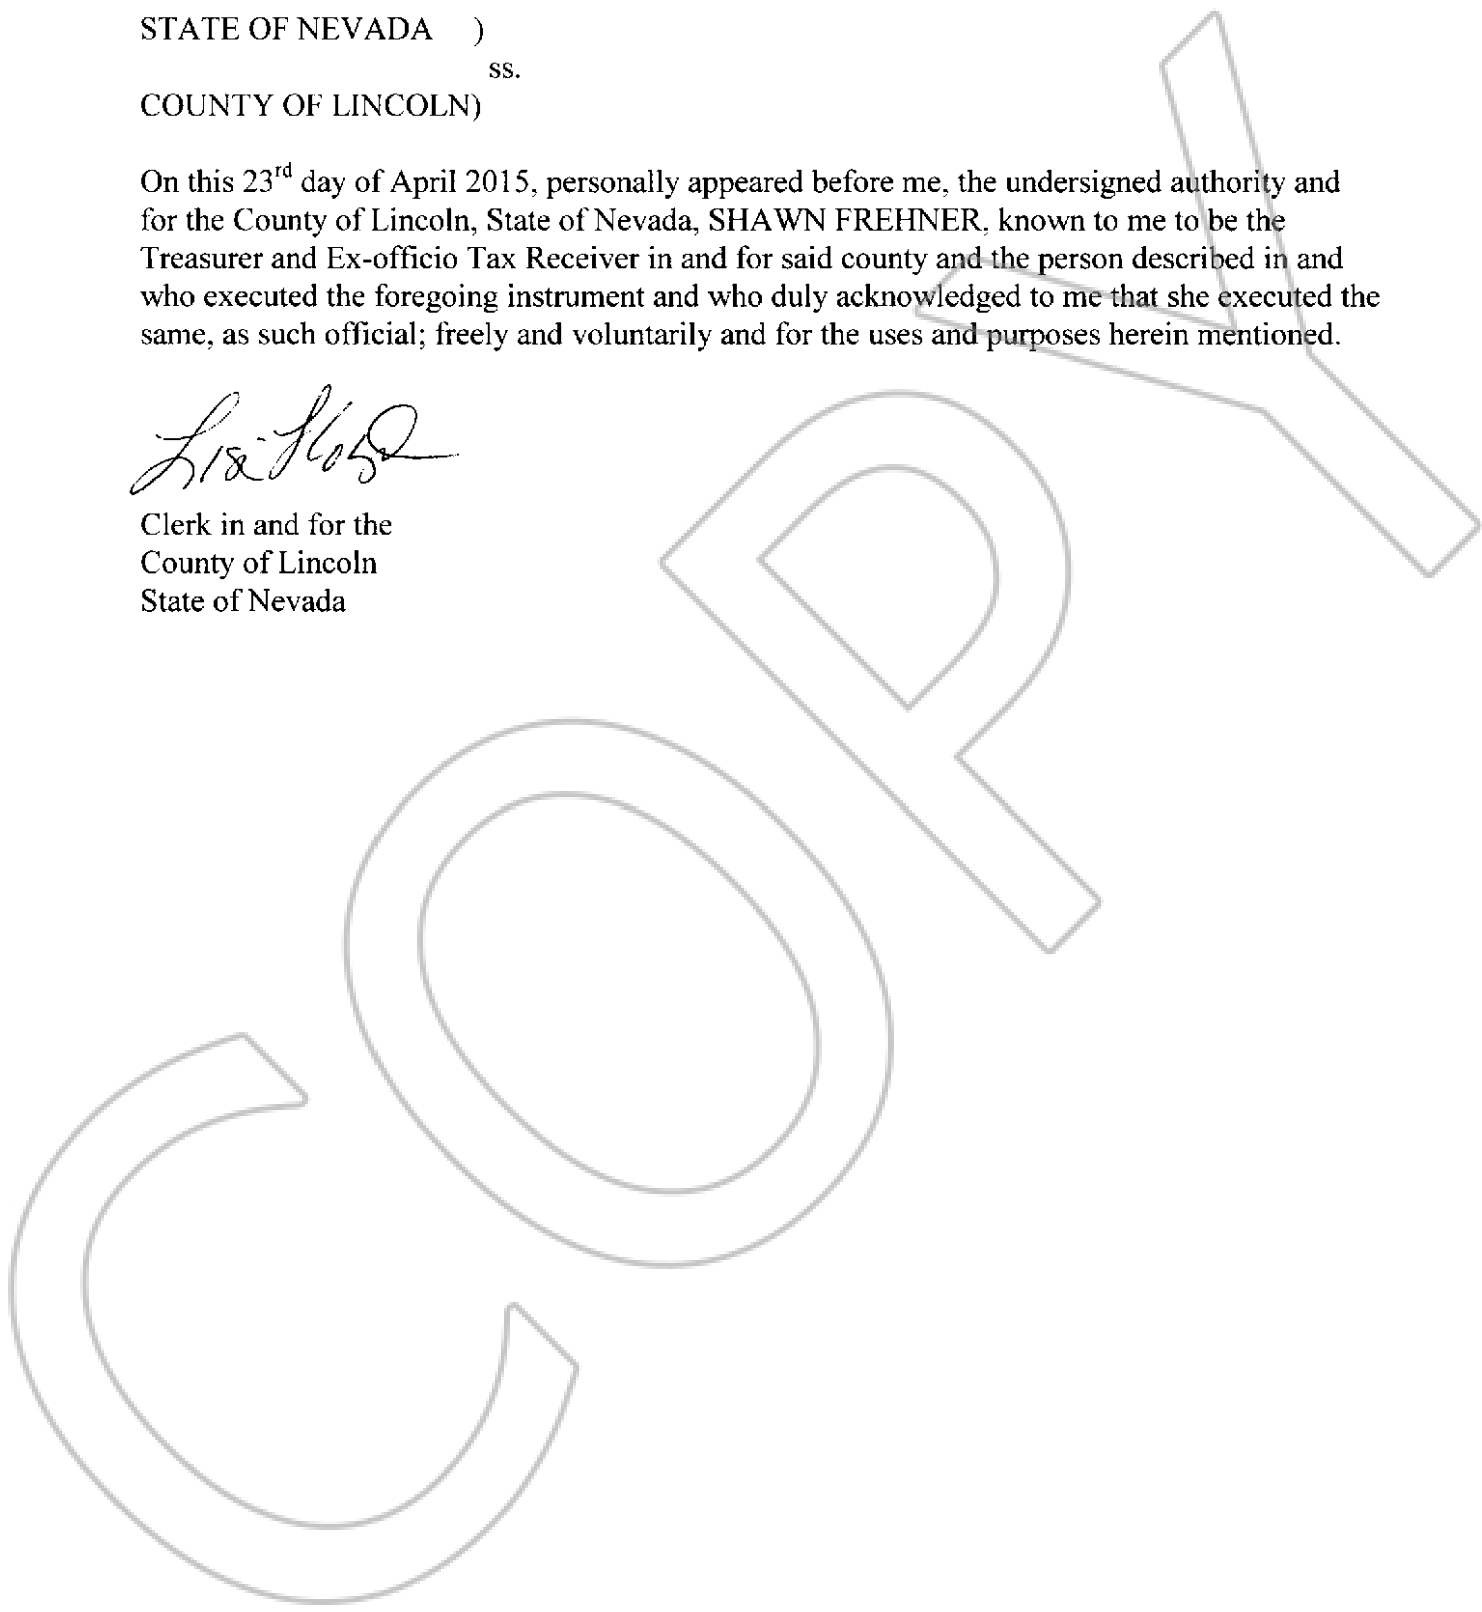 STATE OF NEVADA )
ss.
COUNTY OF LINCOLN)
On this 23rd day of April 2015, personally appeared before me, the undersigned authority and
for the County of Lincoln, State of Nevada, SHAWN FREHNER, known to me to be the
Treasurer and Ex-officio Tax Receiver in and for said county and the person described in and
who executed the foregoing instrument and who duly acknowledged to me that she executed the
same, as such official; freely and voluntarily and for the uses and purposes herein mentioned.
Lisa Lloyd
Clerk in and for the
County of Lincoln
State of Nevada
COPY